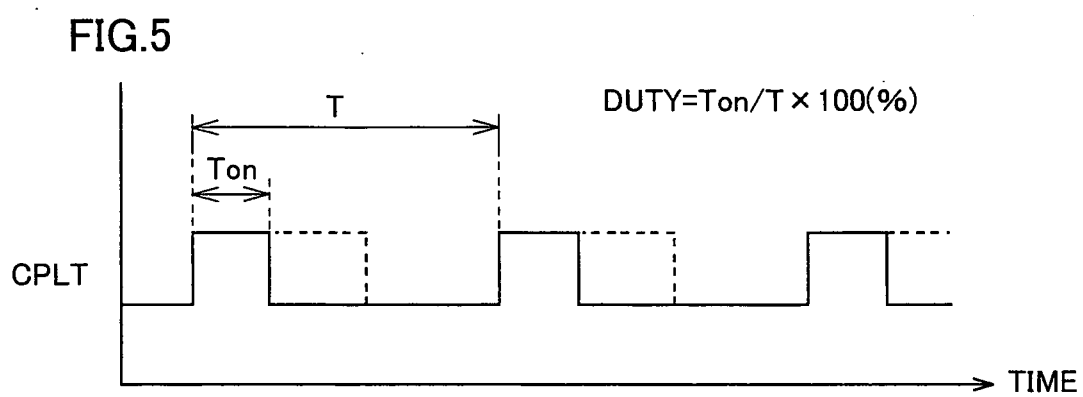 FIG.5
T
DUTY=Ton/T×100(%)
Ton
CPLT
TIME